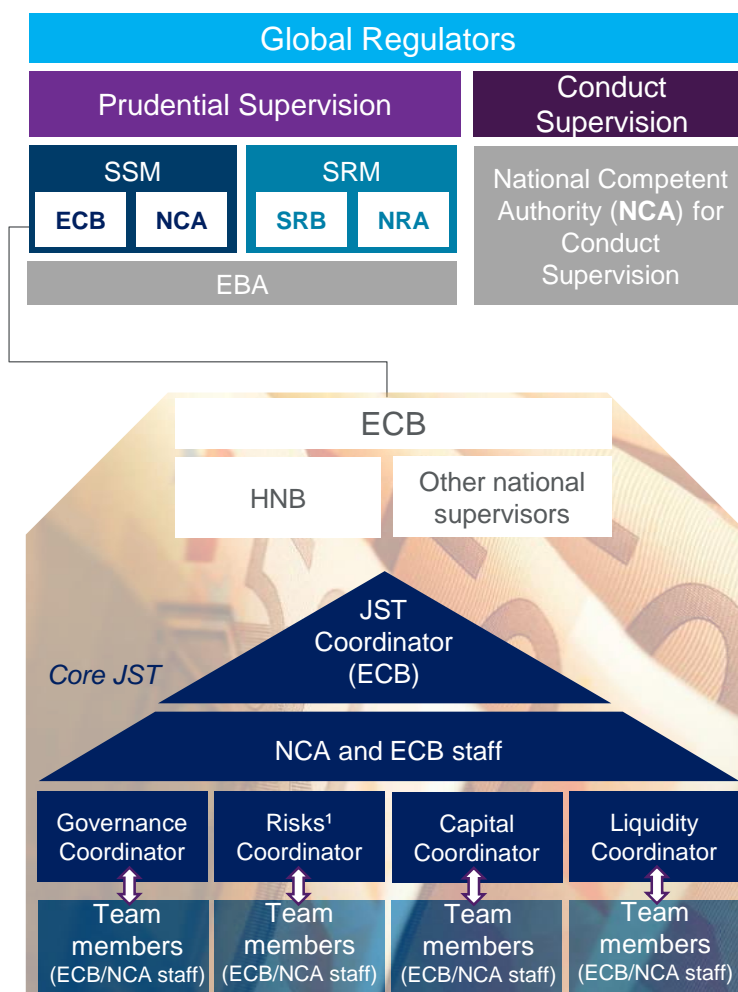 Global Regulators
Prudential Supervision
Conduct
Supervision
SSM
SRM
ECB
NCA
SRB
NRA
EBA
National Competent
Authority (NCA) for
Conduct
Supervision
ECB
HNB
Other national
supervisors
JST
Coordinator
(ECB)
Core JST
NCA and ECB staff
Governance
Coordinator
Risks¹
Coordinator
Capital
Coordinator
Liquidity
Coordinator
Team
members
(ECB/NCA staff)
Team
members
(ECB/NCA staff)
Team
members
(ECB/NCA staff)
Team
members
(ECB/NCA staff)